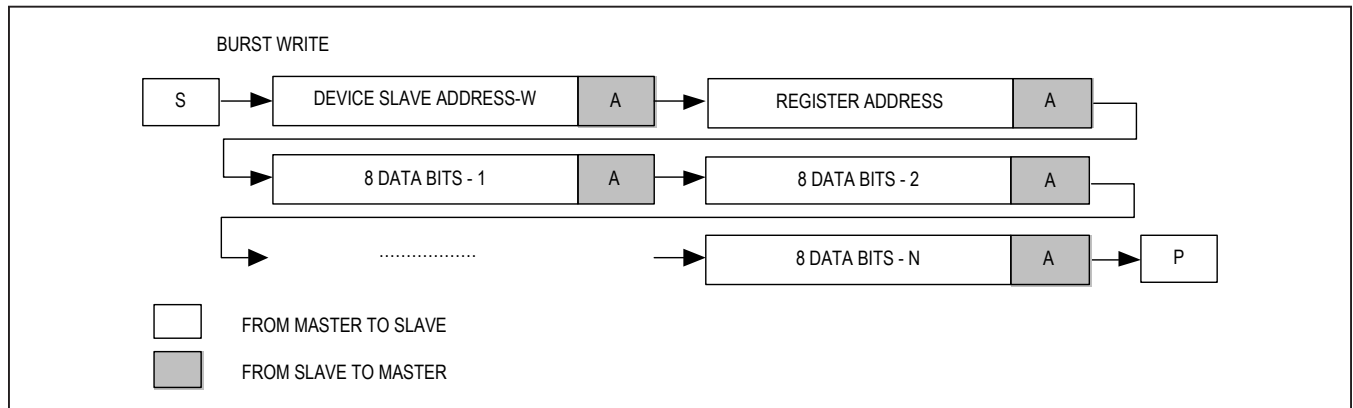 BURST WRITE
S DEVICE SLAVE ADDRESS-W A REGISTER ADDRESS A
8 DATA BITS - 1 A 8 DATA BITS - 2 A
.................. 8 DATA BITS - N A P
FROM MASTER TO SLAVE
FROM SLAVE TO MASTER